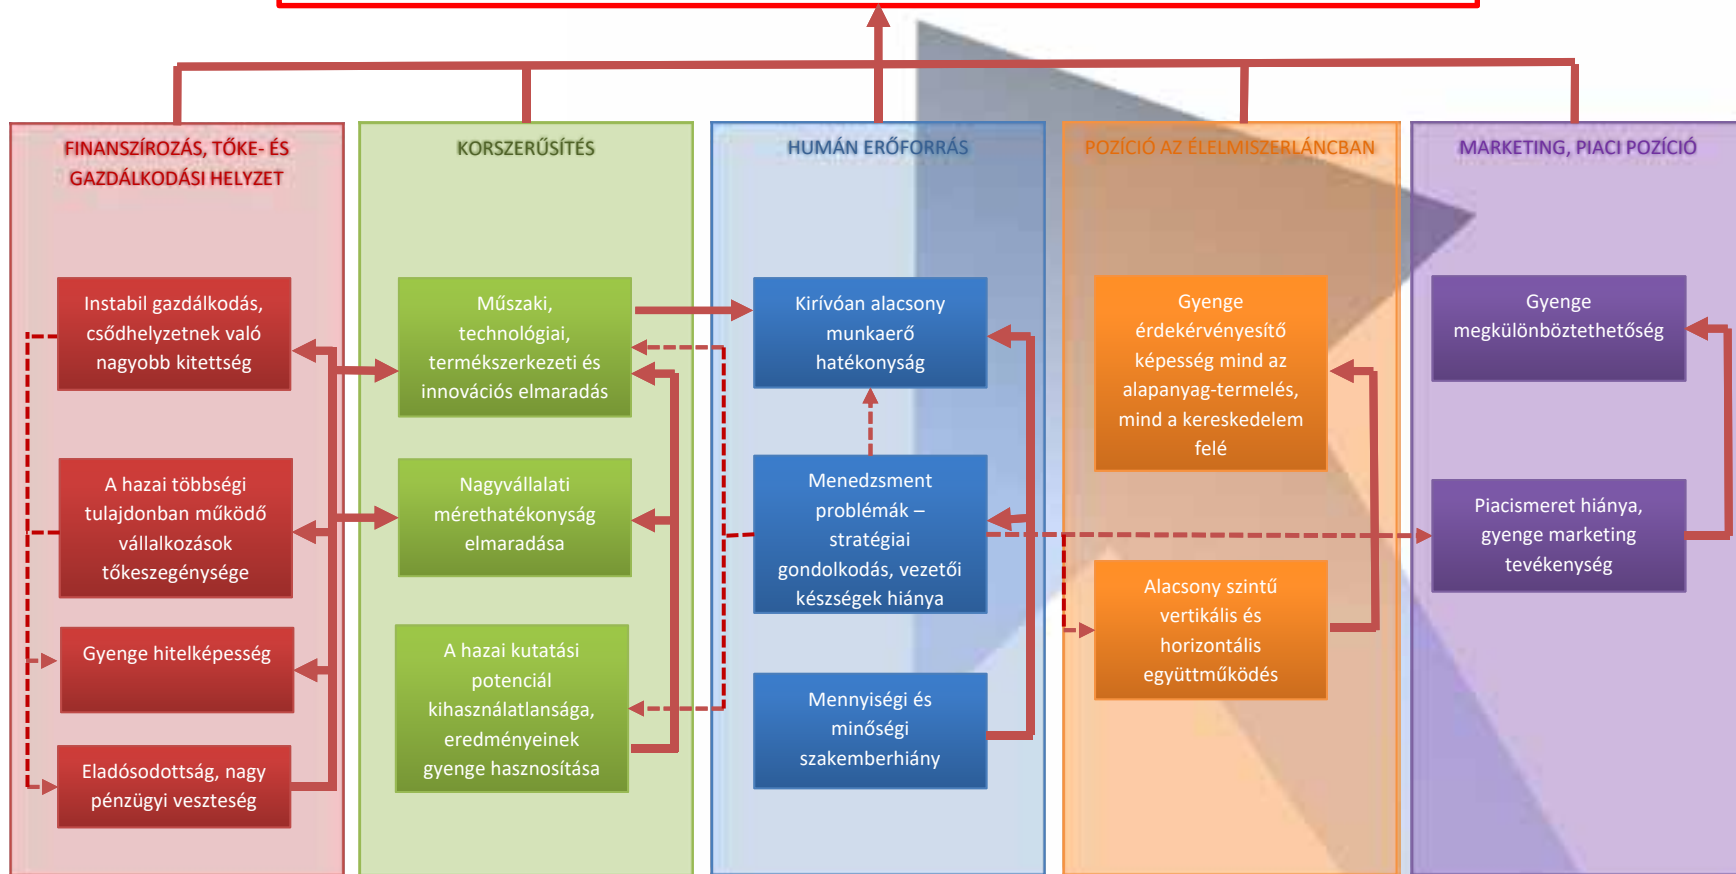 FINANSZÍROZÁS, TŐKE- ÉS
GAZDÁLKODÁSI HELYZET
Instabil gazdálkodás,
csődhelyzetnek való
nagyobb kitettség
A hazai többségi
tulajdonban működő
vállalkozások
tőkeszegénysége
Gyenge hitelképesség
Eladósodottság, nagy
pénzügyi veszteség
KORSZERŰSÍTÉS
Műszaki,
technológiai,
termékszerkezeti és
innovációs elmaradás
Nagyvállalati
mérethatékonyság
elmaradása
A hazai kutatási
potenciál
kihasználatlansága,
eredményeinek
gyenge hasznosítása
HUMÁN ERŐFORRÁS
Kirívóan alacsony
munkaerő
hatékonyság
Menedzsment
problémák –
stratégiai
gondolkodás, vezetői
készségek hiánya
Mennyiségi és
minőségi
szakemberhiány
POZÍCIÓ AZ ÉLELMISZERLÁNCBAN
Gyenge
érdekérvényesítő
képesség mind az
alapanyag-termelés,
mind a kereskedelem
felé
Alacsony szintű
vertikális és
horizontális
együttműködés
MARKETING, PIACI POZÍCIÓ
Gyenge
megkülönböztethetőség
Piacismeret hiánya,
gyenge marketing
tevékenység